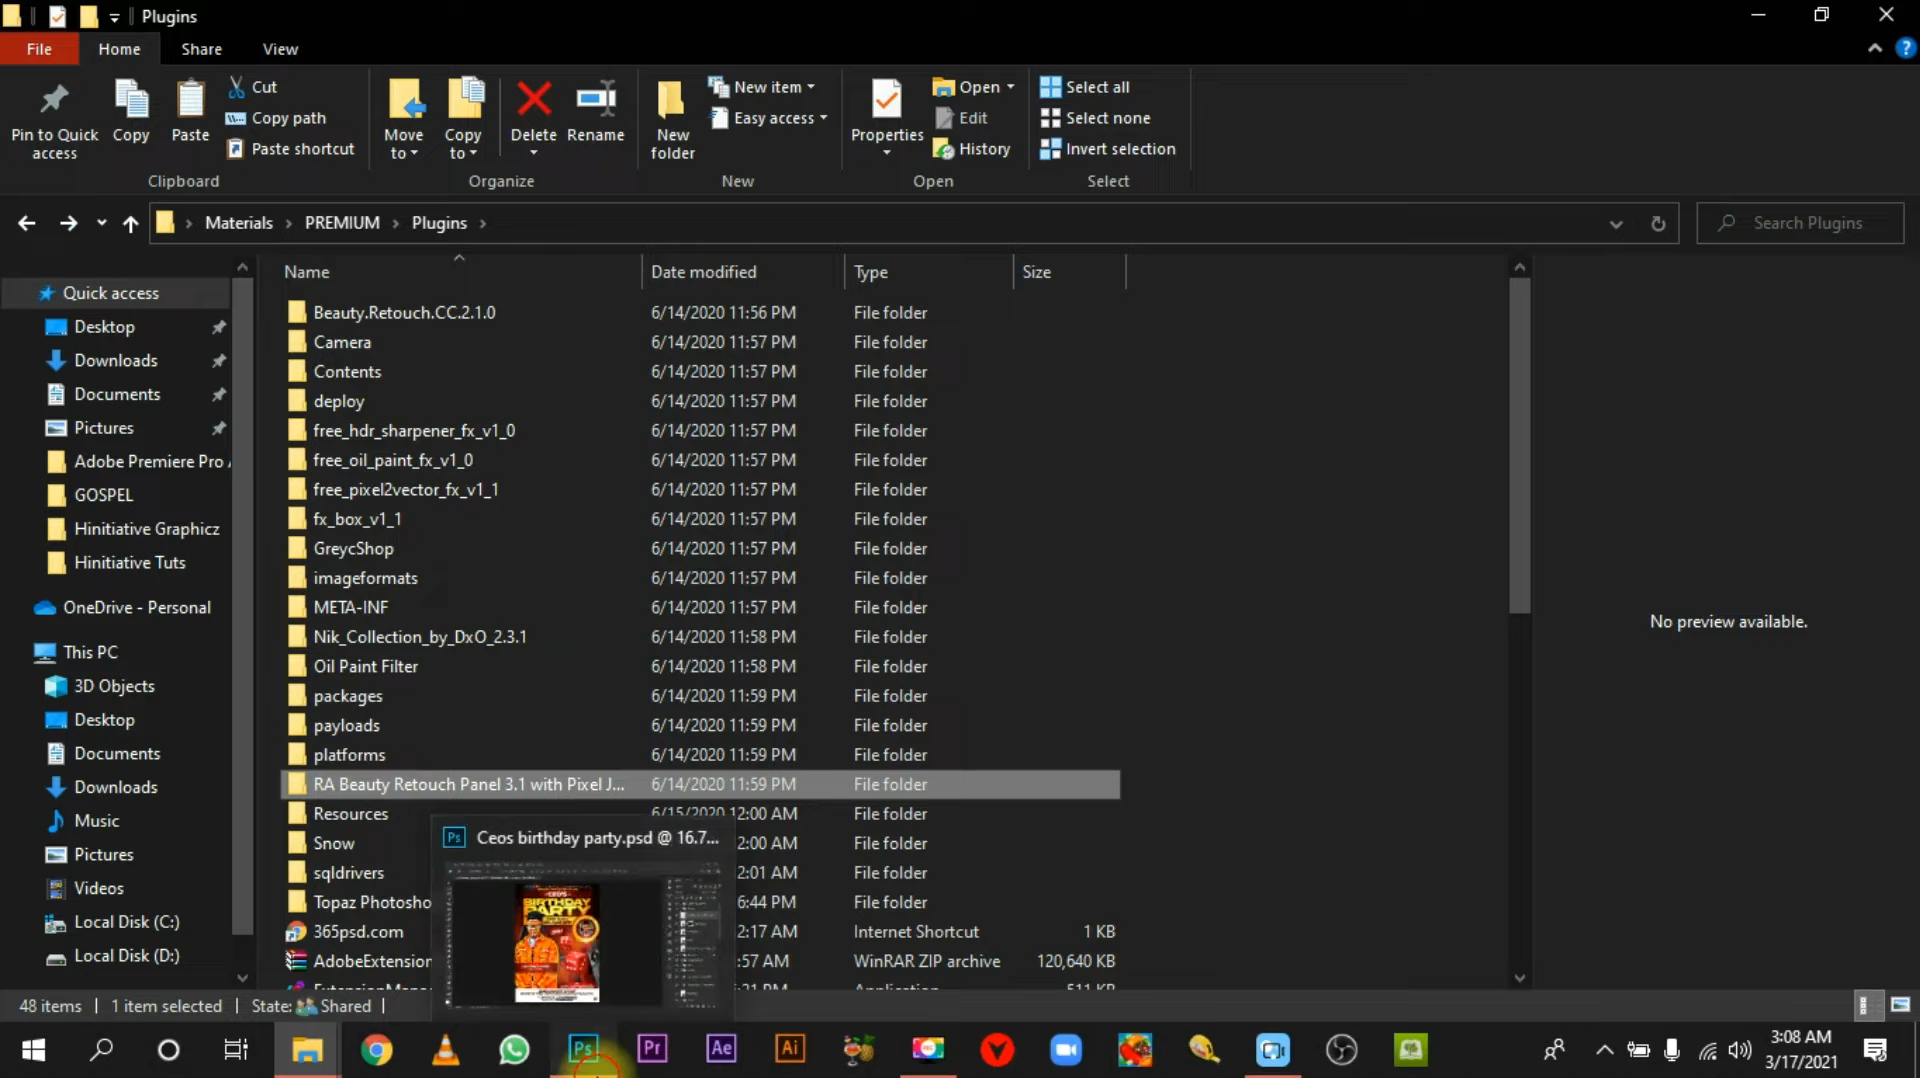 Plugins
File
Home
Share
View
Pin to Quick access
Copy
Paste
Cut
Copy path
Paste shortcut
Move to
Copy to
Delete
Rename
New folder
New item
Easy access
Properties
Open
Edit
History
Select all
Select none
Invert selection
Clipboard
Organize
New
Open
Select
Materials > PREMIUM > Plugins >
Search Plugins
Name Date modified Type Size
Quick access
Desktop
Downloads
Documents
Pictures
Adobe Premiere Pro
GOSPEL
Hinitiative Graphicz
Hinitiative Tuts
OneDrive - Personal
This PC
3D Objects
Desktop
Documents
Downloads
Music
Pictures
Videos
Local Disk (C:)
Local Disk (D:)
Beauty.Retouch.CC.2.1.0 6/14/2020 11:56 PM File folder
Camera 6/14/2020 11:57 PM File folder
Contents 6/14/2020 11:57 PM File folder
deploy 6/14/2020 11:57 PM File folder
free_hdr_sharpener_fx_v1_0 6/14/2020 11:57 PM File folder
free_oil_paint_fx_v1_0 6/14/2020 11:57 PM File folder
free_pixel2vector_fx_v1_1 6/14/2020 11:57 PM File folder
fx_box_v1_1 6/14/2020 11:57 PM File folder
GreycShop 6/14/2020 11:57 PM File folder
imageformats 6/14/2020 11:57 PM File folder
META-INF 6/14/2020 11:57 PM File folder
Nik_Collection_by_DxO_2.3.1 6/14/2020 11:58 PM File folder
Oil Paint Filter 6/14/2020 11:58 PM File folder
packages 6/14/2020 11:59 PM File folder
payloads 6/14/2020 11:59 PM File folder
platforms 6/14/2020 11:59 PM File folder
RA Beauty Retouch Panel 3.1 with Pixel J... 6/14/2020 11:59 PM File folder
Resources 6/15/2020 12:00 AM File folder
Snow 2:00 AM File folder
sqldrivers 2:01 AM File folder
Topaz Photosho 6:44 PM File folder
365psd.com 2:17 AM Internet Shortcut 1 KB
AdobeExtension :57 AM WinRAR ZIP archive 120,640 KB
Ps Ceos birthday party.psd @ 16.7...
CEO'S
BIRTHDAY
PARTY
No preview available.
48 items 1 item selected State: Shared
Ps
Pr
Ae
Ai
3:08 AM
3/17/2021